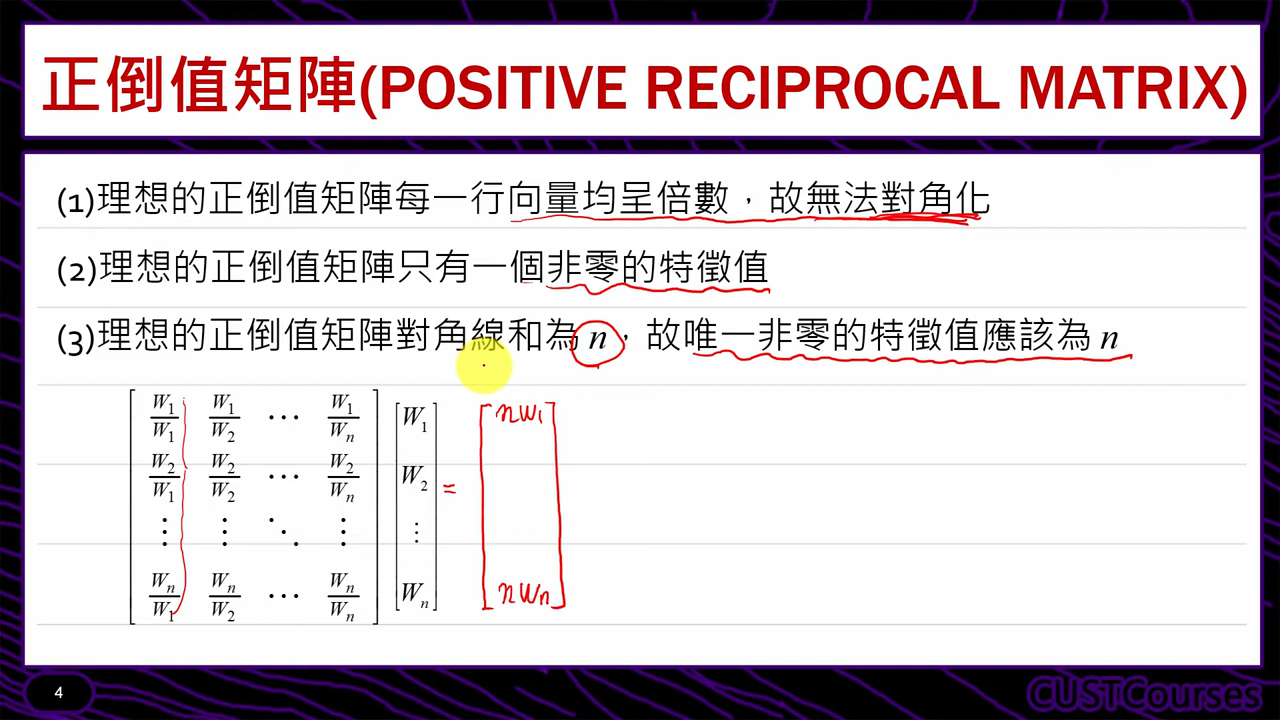 正倒值矩陣(POSITIVE RECIPROCAL MATRIX)
(1)理想的正倒值矩陣每一行向量均呈倍數，故無法對角化
(2)理想的正倒值矩陣只有一個非零的特徵值
(3)理想的正倒值矩陣對角線和為 n，故唯一非零的特徵值應該為 n
W1/W1 W1/W2 ⋯ W1/Wn W1 nW1
W2/W1 W2/W2 ⋯ W2/Wn W2 =
⋮ ⋮ ⋱ ⋮ ⋮
Wn/W1 Wn/W2 ⋯ Wn/Wn Wn nWn
4
CUSTCourses